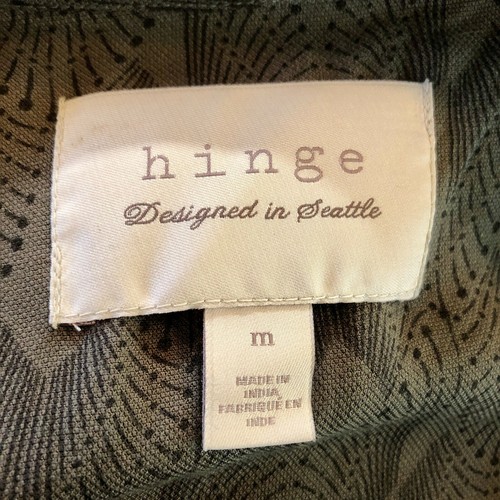 hinge
Designed in Seattle
m
MADE IN
INDIA,
FABRIQUÉ EN
INDE